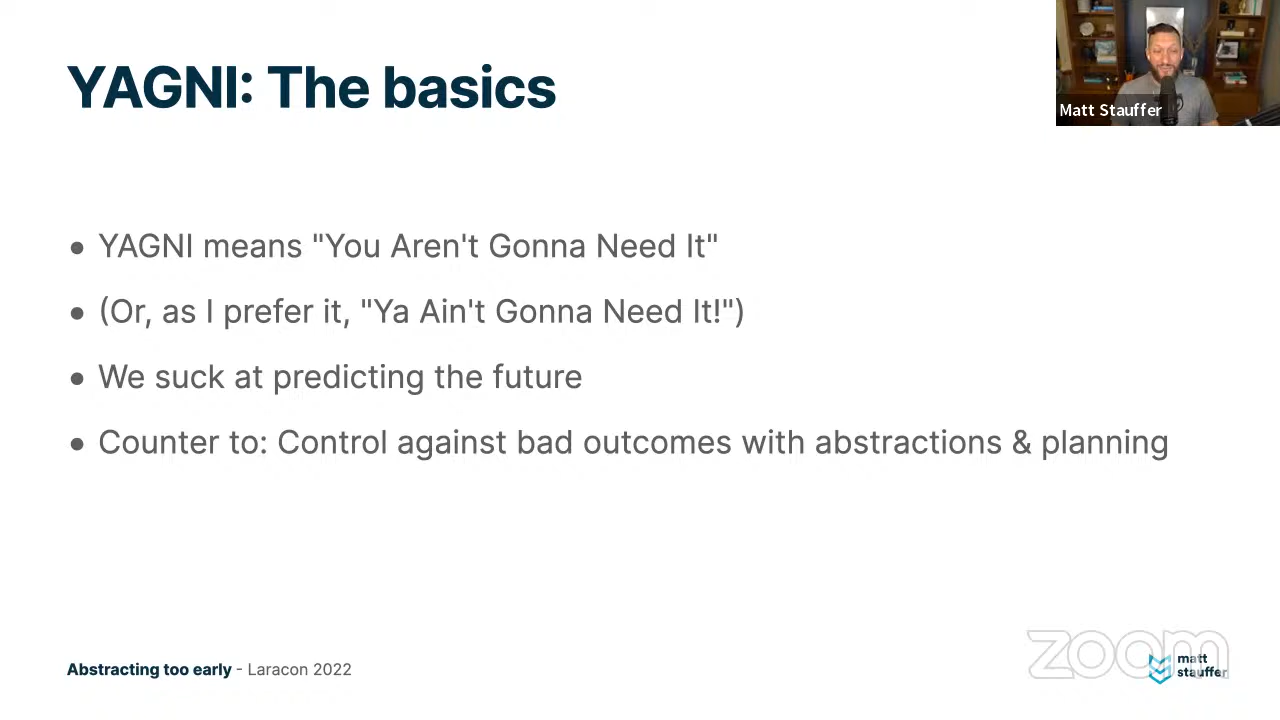 YAGNI: The basics
Matt Stauffer
• YAGNI means "You Aren't Gonna Need It"
• (Or, as I prefer it, "Ya Ain't Gonna Need It!")
• We suck at predicting the future
• Counter to: Control against bad outcomes with abstractions & planning
Abstracting too early - Laracon 2022
zoom
matt
stauffer